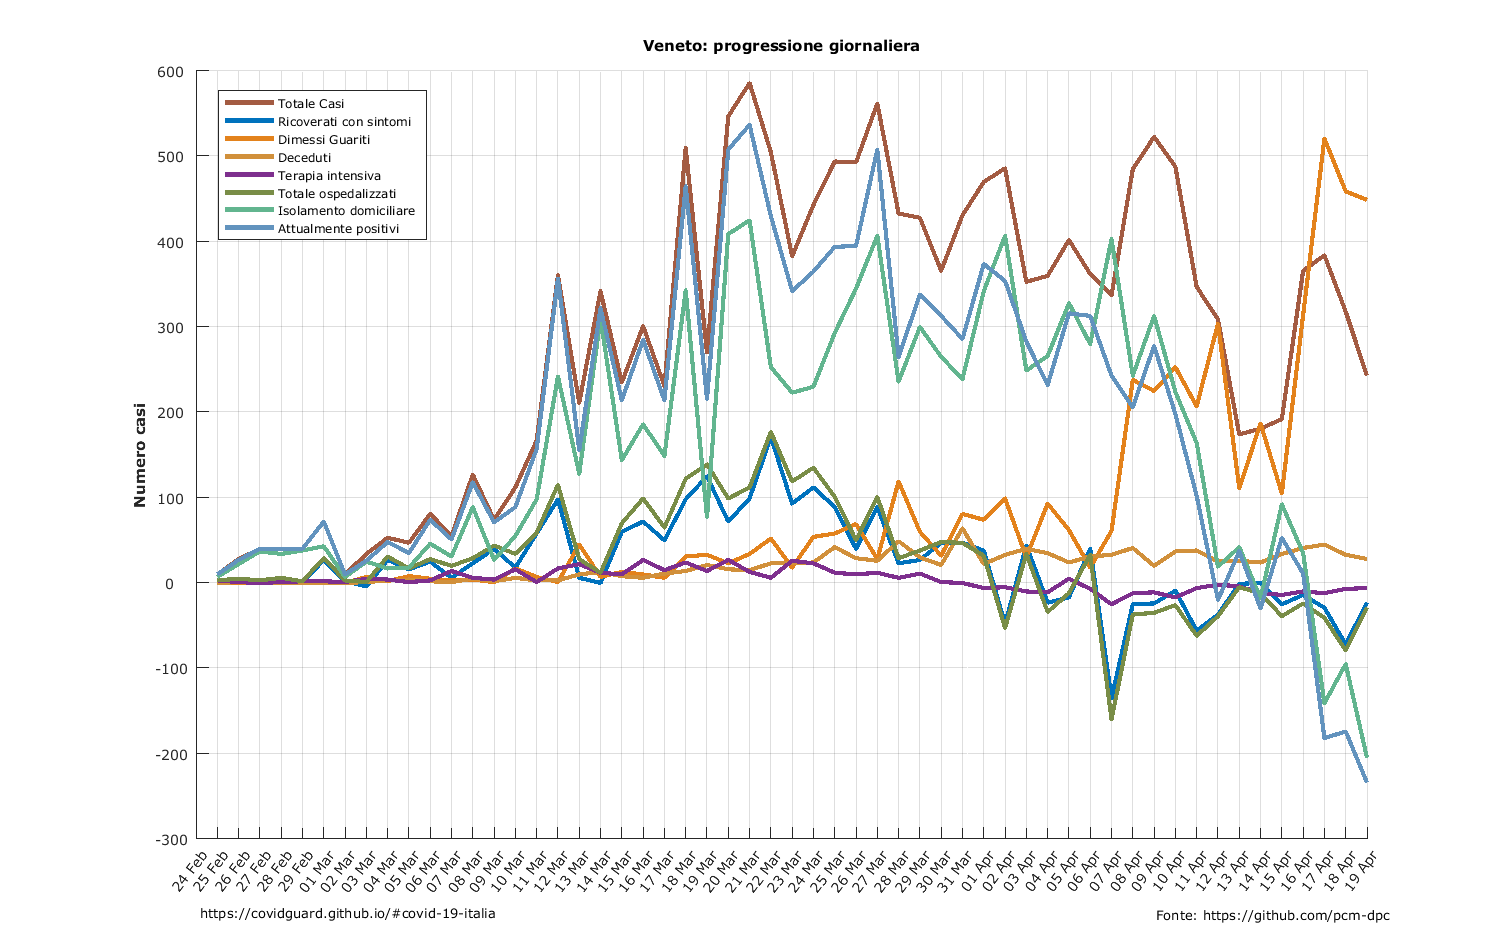 Veneto: progressione giornaliera
600
500
400
300
200
100
0
-100
-200
-300
Numero casi
Totale Casi
Ricoverati con sintomi
Dimessi Guariti
Deceduti
Terapia intensiva
Totale ospedalizzati
Isolamento domiciliare
Attualmente positivi
24 Feb
25 Feb
26 Feb
27 Feb
28 Feb
29 Feb
01 Mar
02 Mar
03 Mar
04 Mar
05 Mar
06 Mar
07 Mar
08 Mar
09 Mar
10 Mar
11 Mar
12 Mar
13 Mar
14 Mar
15 Mar
16 Mar
17 Mar
18 Mar
19 Mar
20 Mar
21 Mar
22 Mar
23 Mar
24 Mar
25 Mar
26 Mar
27 Mar
28 Mar
29 Mar
30 Mar
31 Mar
01 Apr
02 Apr
03 Apr
04 Apr
05 Apr
06 Apr
07 Apr
08 Apr
09 Apr
10 Apr
11 Apr
12 Apr
13 Apr
14 Apr
15 Apr
16 Apr
17 Apr
18 Apr
19 Apr
https://covidguard.github.io/#covid-19-italia
Fonte: https://github.com/pcm-dpc